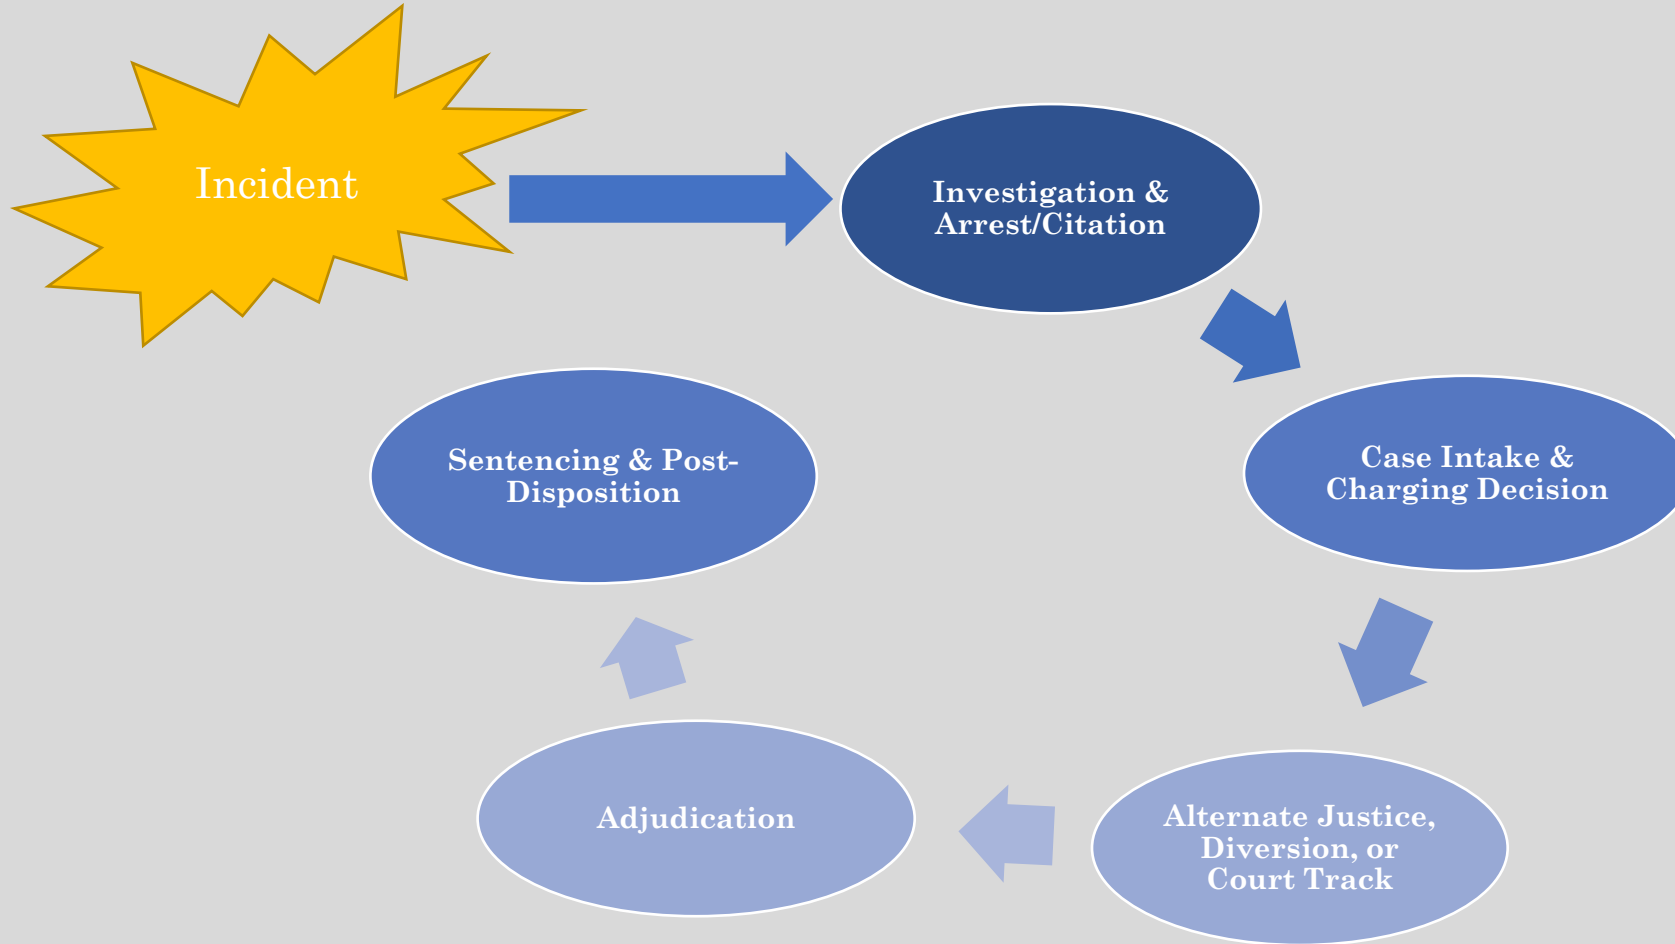 Incident
Investigation &
Arrest/Citation
Case Intake &
Charging Decision
Alternate Justice,
Diversion, or
Court Track
Adjudication
Sentencing & Post-
Disposition